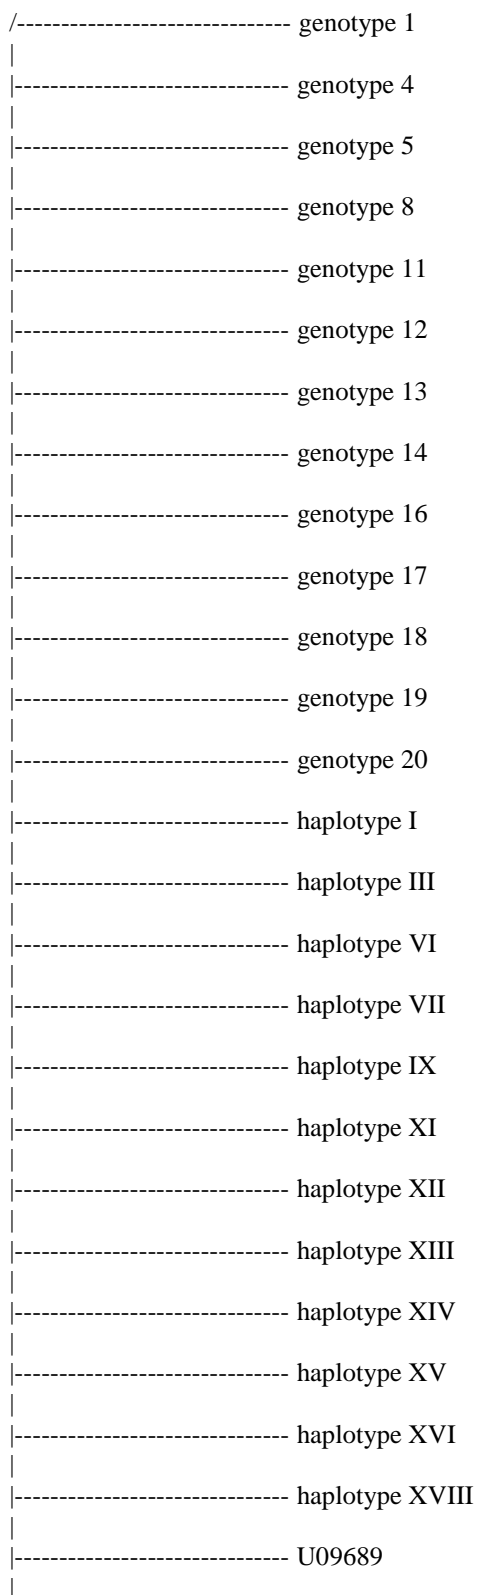 /------------------------------- genotype 1
|
|------------------------------- genotype 4
|
|------------------------------- genotype 5
|
|------------------------------- genotype 8
|
|------------------------------- genotype 11
|
|------------------------------- genotype 12
|
|------------------------------- genotype 13
|
|------------------------------- genotype 14
|
|------------------------------- genotype 16
|
|------------------------------- genotype 17
|
|------------------------------- genotype 18
|
|------------------------------- genotype 19
|
|------------------------------- genotype 20
|
|------------------------------- haplotype I
|
|------------------------------- haplotype III
|
|------------------------------- haplotype VI
|
|------------------------------- haplotype VII
|
|------------------------------- haplotype IX
|
|------------------------------- haplotype XI
|
|------------------------------- haplotype XII
|
|------------------------------- haplotype XIII
|
|------------------------------- haplotype XIV
|
|------------------------------- haplotype XV
|
|------------------------------- haplotype XVI
|
|------------------------------- haplotype XVIII
|
|------------------------------- U09689
|